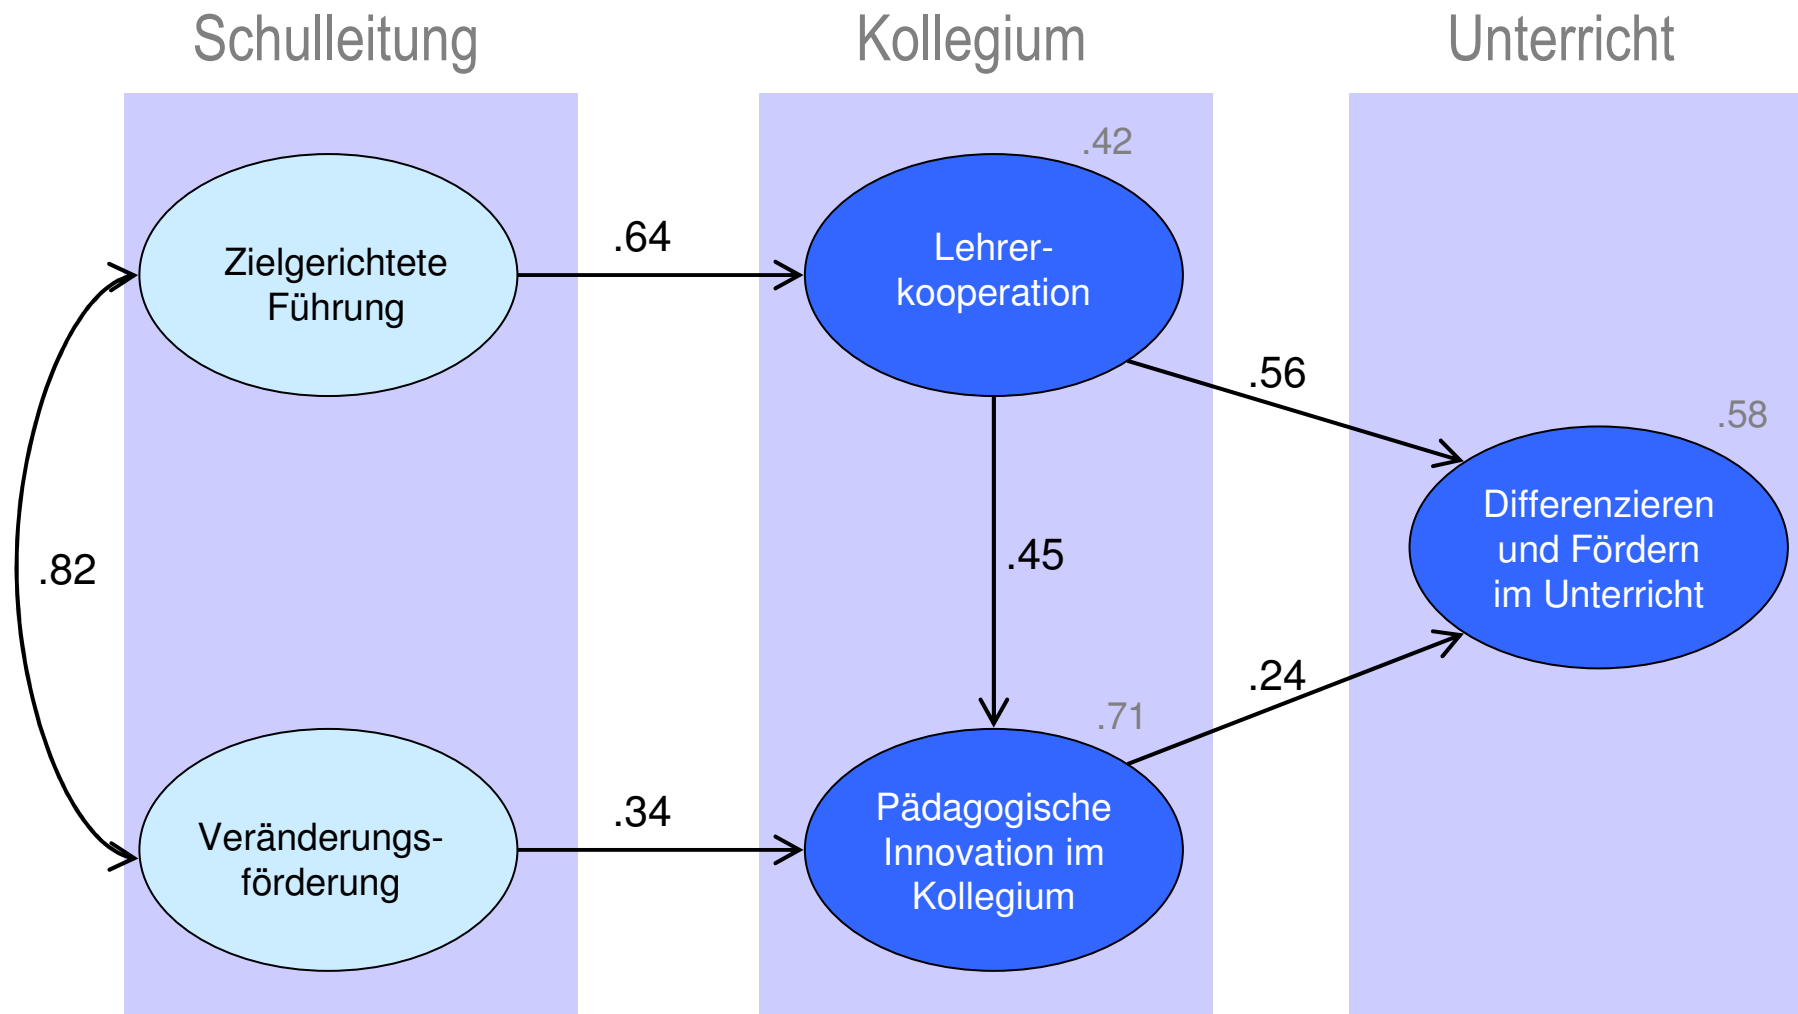 Schulleitung
Kollegium
Unterricht
.42
Zielgerichtete
Führung
.64
Lehrer-
kooperation
.56
.58
.82
.45
Differenzieren
und Fördern
im Unterricht
.24
.71
Veränderungs-
förderung
.34
Pädagogische
Innovation im
Kollegium